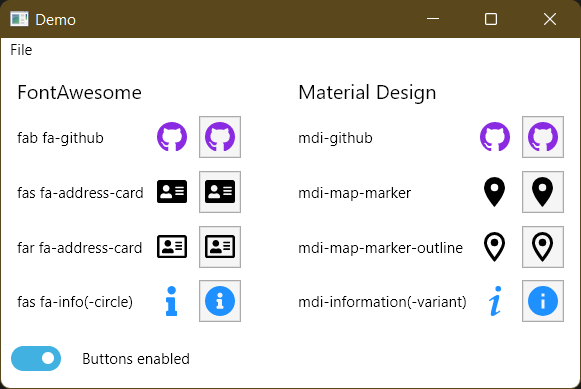 Demo
File
FontAwesome
fab fa-github
fas fa-address-card
far fa-address-card
fas fa-info(-circle)
Material Design
mdi-github
mdi-map-marker
mdi-map-marker-outline
mdi-information(-variant)
Buttons enabled